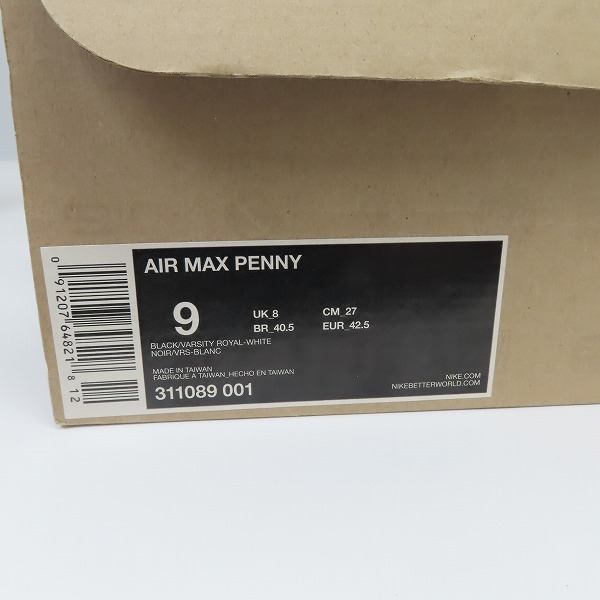 AIR MAX PENNY
9 UK_8 CM_27
BR_40.5 EUR_42.5
BLACK/VARSITY ROYAL-WHITE
NOIR/VRS-BLANC
MADE IN TAIWAN
FABRIQUE A TAIWAN_HECHO EN TAIWAN
311089 001
NIKE.COM
NIKEBETTERWORLD.COM
0 91207 64821 8 12